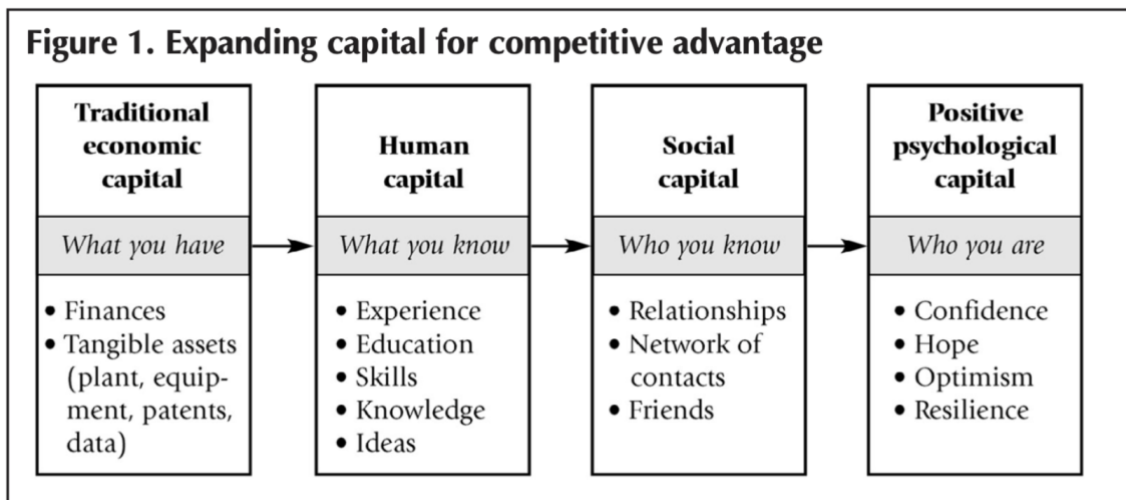 Figure 1. Expanding capital for competitive advantage
Traditional
economic
capital
What you have
• Finances
• Tangible assets
(plant, equip-
ment, patents,
data)
Human
capital
What you know
• Experience
• Education
• Skills
• Knowledge
• Ideas
Social
capital
Who you know
• Relationships
• Network of
contacts
• Friends
Positive
psychological
capital
Who you are
• Confidence
• Hope
• Optimism
• Resilience